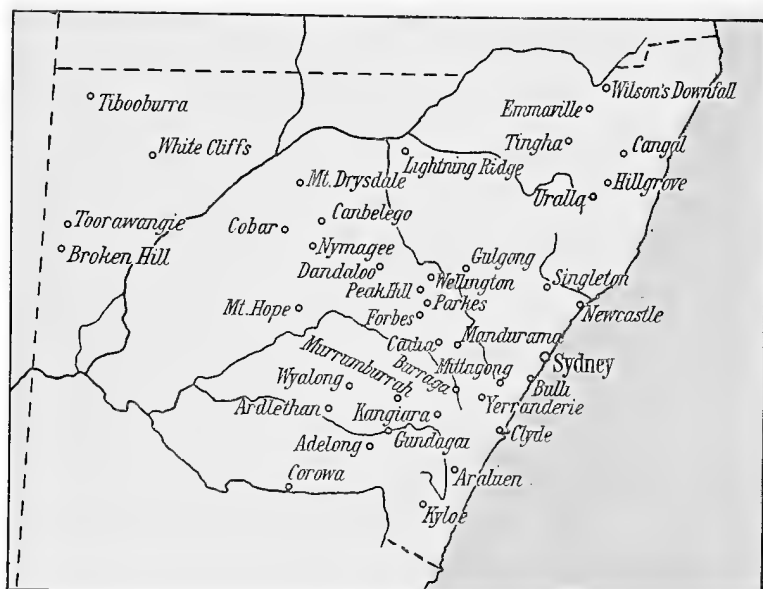 Wilson's Downfall
Tibooburra
Emmaville
Tingha
Cangal
White Cliffs
Lightning Ridge
Mt. Drysdale
Hillgrove
Uralla
Canbelego
Toorawangie
Cobar
Nymagee
Broken Hill
Gulgong
Dandaloo
Wellington
Singleton
Peak Hill
Parkes
Newcastle
Mt. Hope
Forbes
Cadia
Mandurama
Sydney
Murrumburrah
Burraga
Mittagong
Wyalong
Bulli
Yerranderie
Ardlethan
Kangiara
Clyde
Gundagai
Adelong
Corowa
Araluen
Kyloe